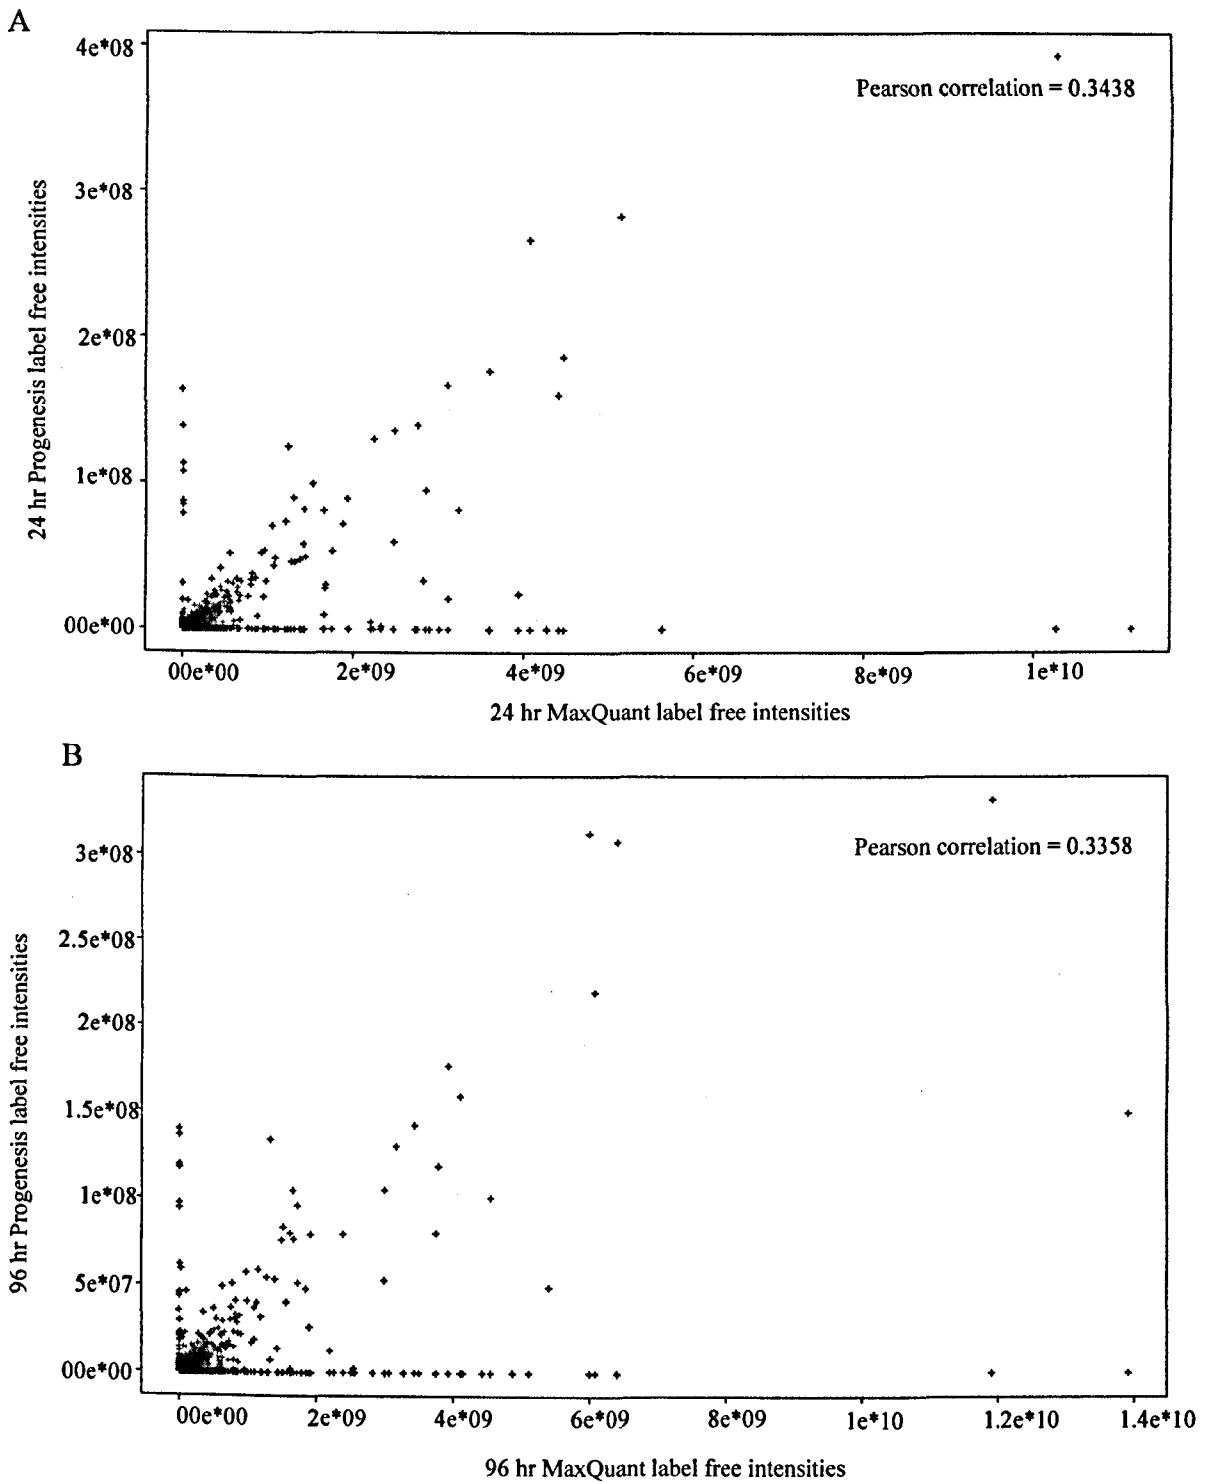 A
4e*08
Pearson correlation = 0.3438
3e*08
2e*08
1e*08
00e*00
24 hr Progenesis label free intensities
00e*00 2e*09 4e*09 6e*09 8e*09 1e*10
24 hr MaxQuant label free intensities
B
Pearson correlation = 0.3358
3e*08
2.5e*08
2e*08
1.5e*08
1e*08
5e*07
00e*00
96 hr Progenesis label free intensities
00e*00 2e*09 4e*09 6e*09 8e*09 1e*10 1.2e*10 1.4e*10
96 hr MaxQuant label free intensities